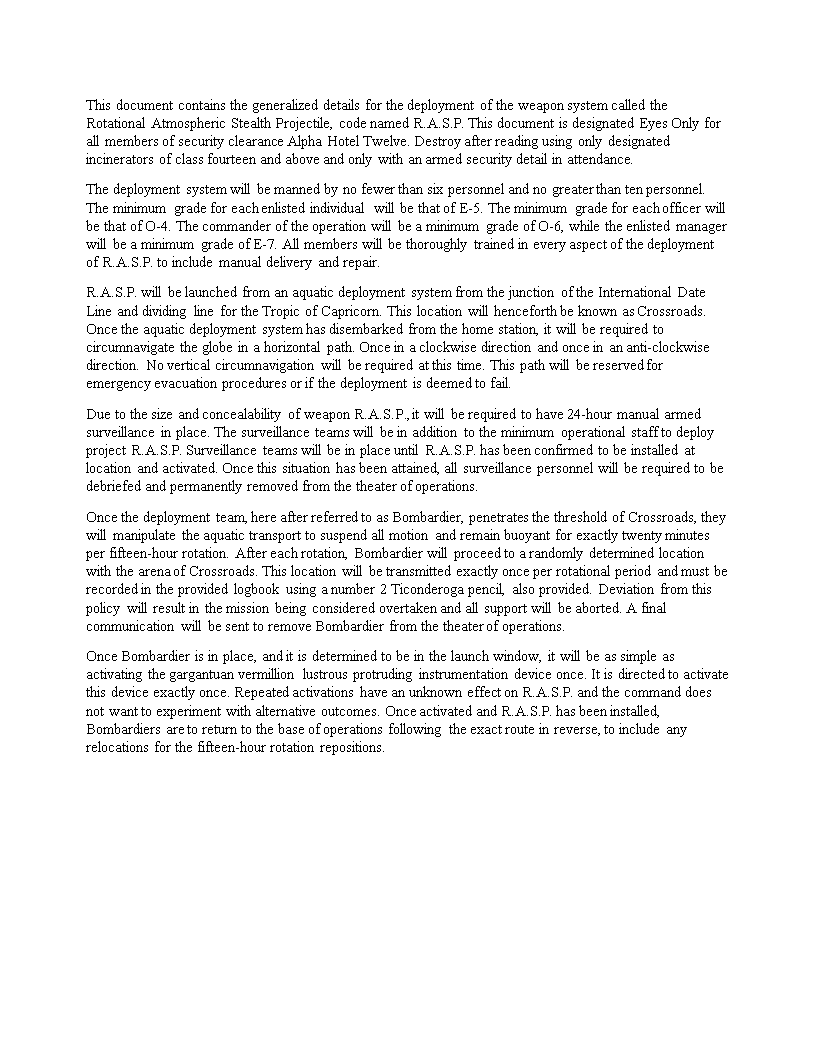 This document contains the generalized details for the deployment of the weapon system called the
Rotational Atmospheric Stealth Projectile, code named R.A.S.P. This document is designated Eyes Only for
all members of security clearance Alpha Hotel Twelve. Destroy after reading using only designated
incinerators of class fourteen and above and only with an armed security detail in attendance.
The deployment system will be manned by no fewer than six personnel and no greater than ten personnel.
The minimum grade for each enlisted individual will be that of E-5. The minimum grade for each officer will
be that of O-4. The commander of the operation will be a minimum grade of O-6, while the enlisted manager
will be a minimum grade of E-7. All members will be thoroughly trained in every aspect of the deployment
of R.A.S.P. to include manual delivery and repair.
R.A.S.P. will be launched from an aquatic deployment system from the junction of the International Date
Line and dividing line for the Tropic of Capricorn. This location will henceforth be known as Crossroads.
Once the aquatic deployment system has disembarked from the home station, it will be required to
circumnavigate the globe in a horizontal path. Once in a clockwise direction and once in an anti-clockwise
direction. No vertical circumnavigation will be required at this time. This path will be reserved for
emergency evacuation procedures or if the deployment is deemed to fail.
Due to the size and concealability of weapon R.A.S.P., it will be required to have 24-hour manual armed
surveillance in place. The surveillance teams will be in addition to the minimum operational staff to deploy
project R.A.S.P. Surveillance teams will be in place until R.A.S.P. has been confirmed to be installed at
location and activated. Once this situation has been attained, all surveillance personnel will be required to be
debriefed and permanently removed from the theater of operations.
Once the deployment team, here after referred to as Bombardier, penetrates the threshold of Crossroads, they
will manipulate the aquatic transport to suspend all motion and remain buoyant for exactly twenty minutes
per fifteen-hour rotation. After each rotation, Bombardier will proceed to a randomly determined location
with the arena of Crossroads. This location will be transmitted exactly once per rotational period and must be
recorded in the provided logbook using a number 2 Ticonderoga pencil, also provided. Deviation from this
policy will result in the mission being considered overtaken and all support will be aborted. A final
communication will be sent to remove Bombardier from the theater of operations.
Once Bombardier is in place, and it is determined to be in the launch window, it will be as simple as
activating the gargantuan vermillion lustrous protruding instrumentation device once. It is directed to activate
this device exactly once. Repeated activations have an unknown effect on R.A.S.P. and the command does
not want to experiment with alternative outcomes. Once activated and R.A.S.P. has been installed,
Bombardiers are to return to the base of operations following the exact route in reverse, to include any
relocations for the fifteen-hour rotation repositions.